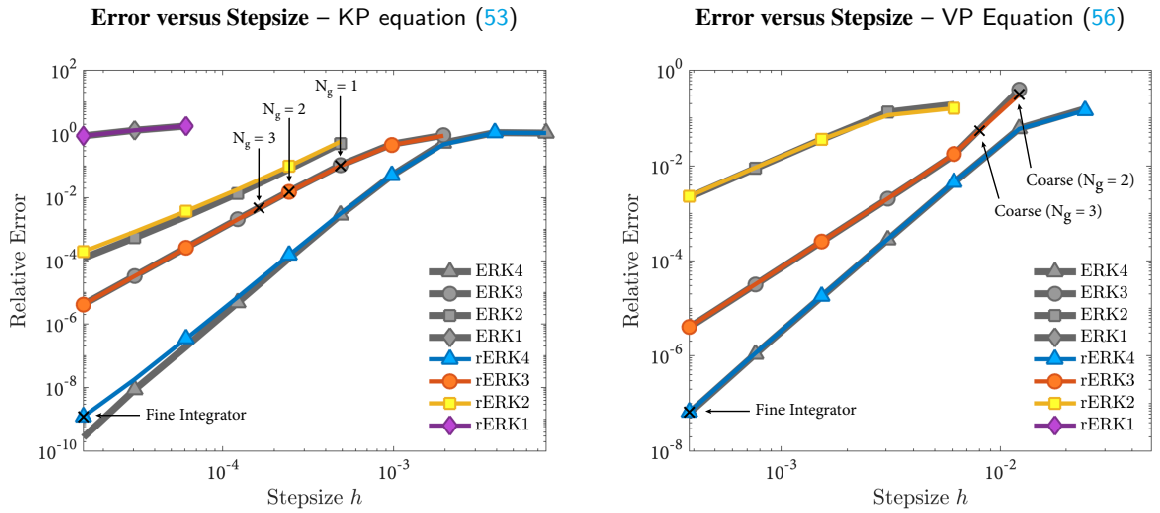 Error versus Stepsize – KP equation (53)
10^2
10^0
10^-2
10^-4
10^-6
10^-8
10^-10
Relative Error
N_g = 1
N_g = 2
N_g = 3
Fine Integrator
ERK4
ERK3
ERK2
ERK1
rERK4
rERK3
rERK2
rERK1
10^-4
10^-3
Stepsize h
Error versus Stepsize – VP Equation (56)
10^0
10^-2
10^-4
10^-6
10^-8
Relative Error
Coarse (N_g = 2)
Coarse (N_g = 3)
Fine Integrator
ERK4
ERK3
ERK2
ERK1
rERK4
rERK3
rERK2
rERK1
10^-3
10^-2
Stepsize h